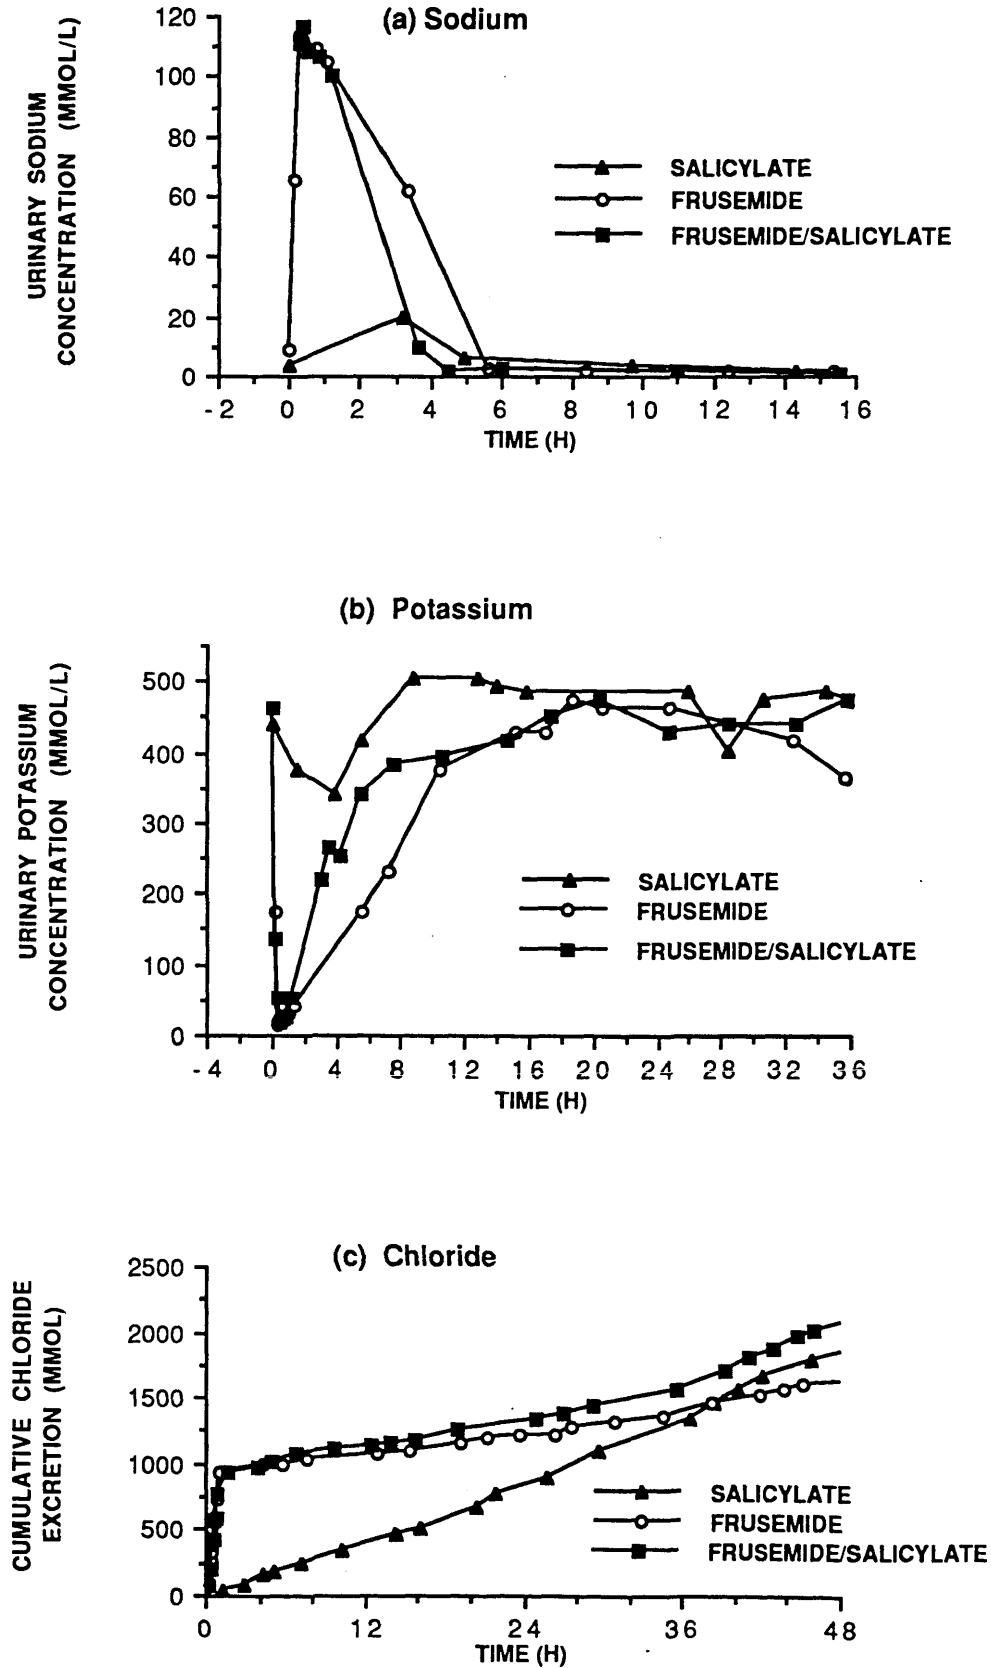 (a) Sodium
URINARY SODIUM
CONCENTRATION (MMOL/L)
120
100
80
60
40
20
0
SALICYLATE
FRUSEMIDE
FRUSEMIDE/SALICYLATE
-2 0 2 4 6 8 10 12 14 16
TIME (H)
(b) Potassium
URINARY POTASSIUM
CONCENTRATION (MMOL/L)
500
400
300
200
100
0
SALICYLATE
FRUSEMIDE
FRUSEMIDE/SALICYLATE
-4 0 4 8 12 16 20 24 28 32 36
TIME (H)
(c) Chloride
CUMULATIVE CHLORIDE
EXCRETION (MMOL)
2500
2000
1500
1000
500
0
SALICYLATE
FRUSEMIDE
FRUSEMIDE/SALICYLATE
0 12 24 36 48
TIME (H)